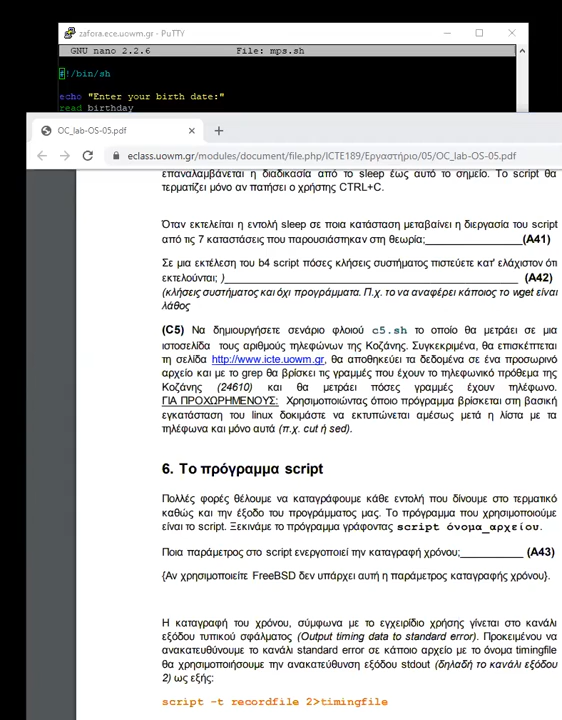 zafora.ece.uowm.gr - PuTTY
GNU nano 2.2.6 File: mps.sh
#!/bin/sh
echo "Enter your birth date:"
read birthday
OC_lab-OS-05.pdf
eclass.uowm.gr/modules/document/file.php/ICTE189/Εργαστήριο/05/OC_lab-OS-05.pdf
επαναλαμβάνεται η διαδικασία από το sleep έως αυτό το σημείο. Το script θα
τερματίζει μόνο αν πατήσει ο χρήστης CTRL+C.
Όταν εκτελείται η εντολή sleep σε ποια κατάσταση μεταβαίνει η διεργασία του script
από τις 7 καταστάσεις που παρουσιάστηκαν στη θεωρία;_______________(A41)
Σε μια εκτέλεση του b4 script πόσες κλήσεις συστήματος πιστεύετε κατ' ελάχιστον ότι
εκτελούνται; )_____________________________________________ (A42)
(κλήσεις συστήματος και όχι προγράμματα. Π.χ. το να αναφέρει κάποιος το wget είναι
λάθος
(C5) Να δημιουργήσετε σενάριο φλοιού c5.sh το οποίο θα μετράει σε μια
ιστοσελίδα τους αριθμούς τηλεφώνων της Κοζάνης. Συγκεκριμένα, θα επισκέπτεται
τη σελίδα http://www.icte.uowm.gr, θα αποθηκεύει τα δεδομένα σε ένα προσωρινό
αρχείο και με το grep θα βρίσκει τις γραμμές που έχουν το τηλεφωνικό πρόθεμα της
Κοζάνης (24610) και θα μετράει πόσες γραμμές έχουν τηλέφωνο.
ΓΙΑ ΠΡΟΧΩΡΗΜΕΝΟΥΣ: Χρησιμοποιώντας όποιο πρόγραμμα βρίσκεται στη βασική
εγκατάσταση του linux δοκιμάστε να εκτυπώνεται αμέσως μετά η λίστα με τα
τηλέφωνα και μόνο αυτά (π.χ. cut ή sed).
6. Το πρόγραμμα script
Πολλές φορές θέλουμε να καταγράφουμε κάθε εντολή που δίνουμε στο τερματικό
καθώς και την έξοδο του προγράμματος μας. Το πρόγραμμα που χρησιμοποιούμε
είναι το script. Ξεκινάμε το πρόγραμμα γράφοντας script όνομα_αρχείου.
Ποια παράμετρος στο script ενεργοποιεί την καταγραφή χρόνου;__________ (A43)
{Αν χρησιμοποιείτε FreeBSD δεν υπάρχει αυτή η παράμετρος καταγραφής χρόνου}.
Η καταγραφή του χρόνου, σύμφωνα με το εγχειρίδιο χρήσης γίνεται στο κανάλι
εξόδου τυπικού σφάλματος (Output timing data to standard error). Προκειμένου να
ανακατευθύνουμε το κανάλι standard error σε κάποιο αρχείο με το όνομα timingfile
θα χρησιμοποιήσουμε την ανακατεύθυνση εξόδου stdout (δηλαδή το κανάλι εξόδου
2) ως εξής:
script -t recordfile 2>timingfile